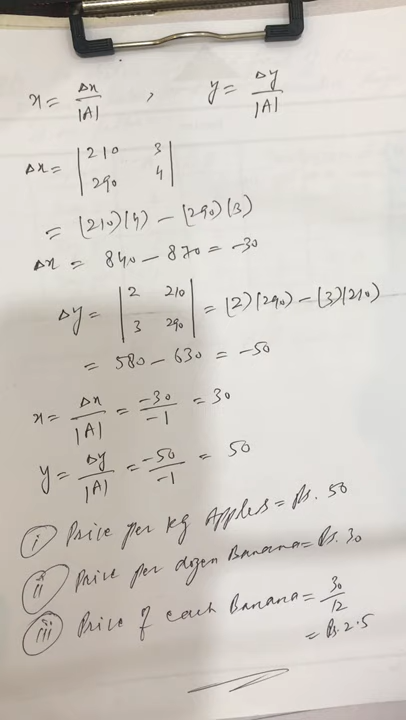 x = Δx/|A| , y = Δy/|A|
Δx = |210 3|
|290 4|
= (210)(4) - (290)(3)
Δx = 840 - 870 = -30
Δy = |2 210| = (2)(290) - (3)(210)
|3 290|
= 580 - 630 = -50
x = Δx/|A| = -30/-1 = 30
y = Δy/|A| = -50/-1 = 50
(i) Price per kg Apples = Rs. 50
(ii) Price per dozen Banana = Rs. 30
(iii) Price of each Banana = 30/12
= Rs. 2.5